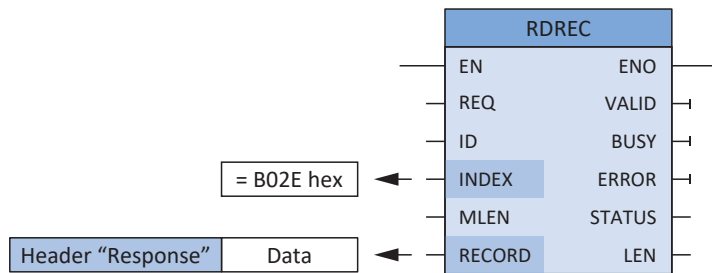 RDREC
EN ENO
REQ VALID
ID BUSY
= B02E hex INDEX ERROR
MLEN STATUS
Header “Response” Data RECORD LEN